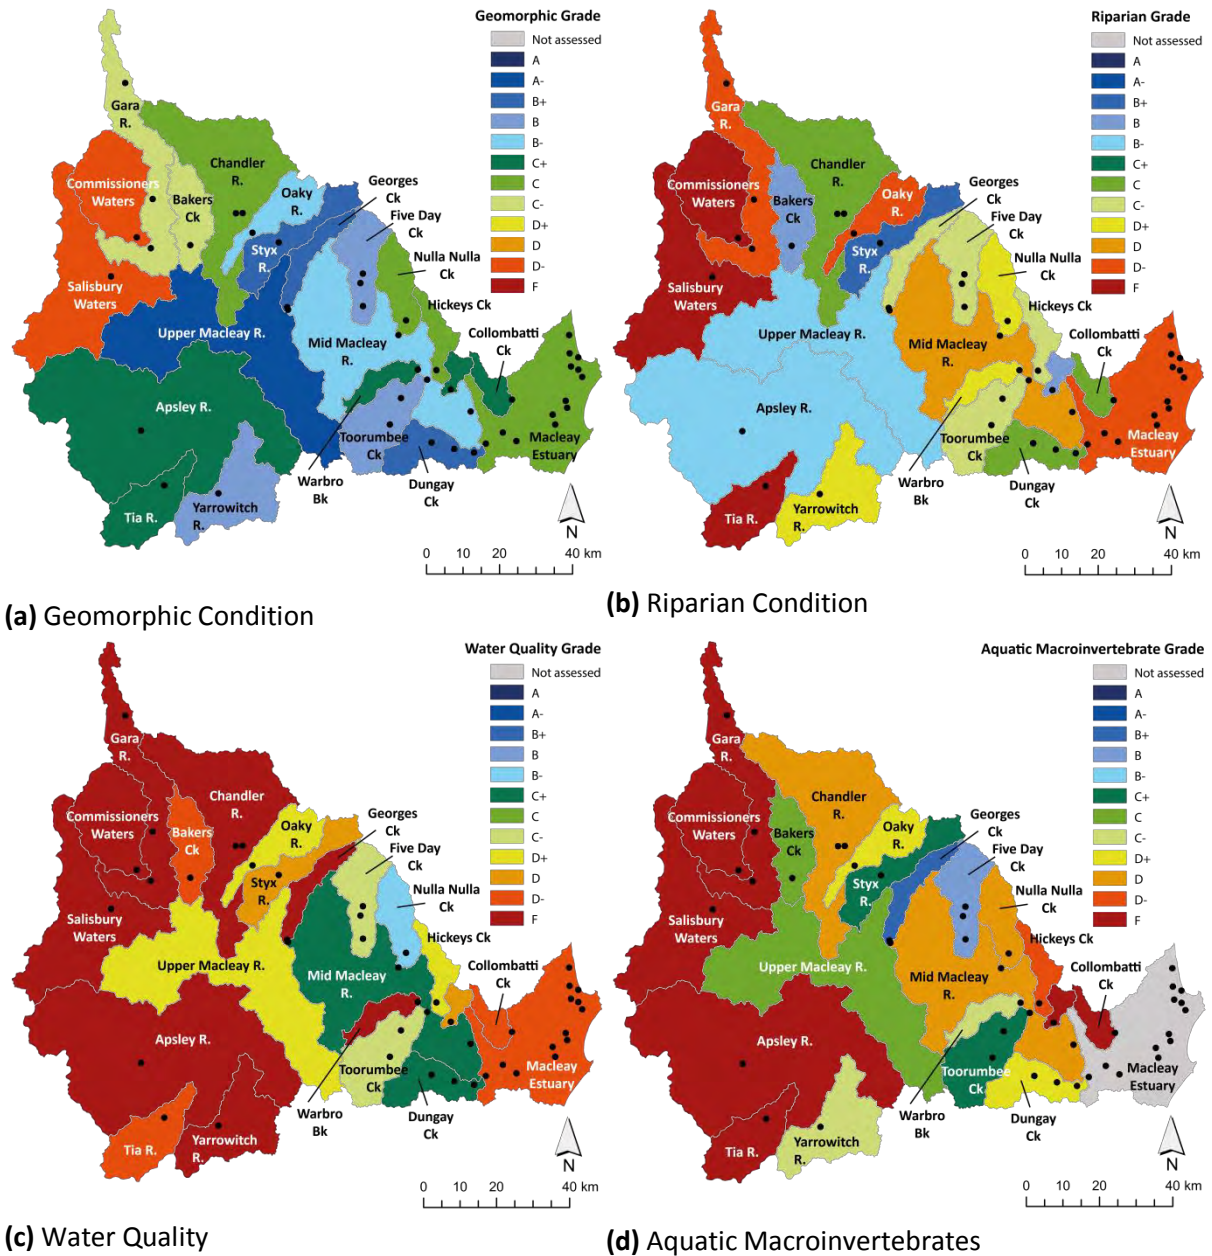 Geomorphic Grade
Not assessed
A
A-
B+
B
B-
C+
C
C-
D+
D
D-
F
Gara
R.
Commissioners
Waters
Bakers
Ck
Chandler
R.
Oaky
R.
Georges
Ck
Five Day
Ck
Styx
R.
Nulla Nulla
Ck
Salisbury
Waters
Hickeys Ck
Upper Macleay R.
Collombatti
Ck
Mid Macleay
R.
Apsley R.
Toorumbee
Ck
Macleay
Estuary
Warbro
Bk
Dungay
Ck
Tia R.
Yarrowitch
R.
N
0 10 20 40 km
(a) Geomorphic Condition
Riparian Grade
Not assessed
A
A-
B+
B
B-
C+
C
C-
D+
D
D-
F
Gara
R.
Commissioners
Waters
Bakers
Ck
Chandler
R.
Oaky
R.
Georges
Ck
Five Day
Ck
Styx
R.
Nulla Nulla
Ck
Salisbury
Waters
Hickeys Ck
Upper Macleay R.
Collombatti
Ck
Mid Macleay
R.
Apsley R.
Toorumbee
Ck
Macleay
Estuary
Warbro
Bk
Dungay
Ck
Tia R.
Yarrowitch
R.
N
0 10 20 40 km
(b) Riparian Condition
Water Quality Grade
Not assessed
A
A-
B+
B
B-
C+
C
C-
D+
D
D-
F
Gara
R.
Commissioners
Waters
Bakers
Ck
Chandler
R.
Oaky
R.
Georges
Ck
Five Day
Ck
Styx
R.
Nulla Nulla
Ck
Salisbury
Waters
Hickeys Ck
Upper Macleay R.
Collombatti
Ck
Mid Macleay
R.
Apsley R.
Toorumbee
Ck
Macleay
Estuary
Warbro
Bk
Dungay
Ck
Tia R.
Yarrowitch
R.
N
0 10 20 40 km
(c) Water Quality
Aquatic Macroinvertebrate Grade
Not assessed
A
A-
B+
B
B-
C+
C
C-
D+
D
D-
F
Gara
R.
Commissioners
Waters
Bakers
Ck
Chandler
R.
Oaky
R.
Georges
Ck
Five Day
Ck
Styx
R.
Nulla Nulla
Ck
Salisbury
Waters
Hickeys Ck
Upper Macleay R.
Collombatti
Ck
Mid Macleay
R.
Apsley R.
Toorumbee
Ck
Macleay
Estuary
Warbro
Bk
Dungay
Ck
Tia R.
Yarrowitch
R.
N
0 10 20 40 km
(d) Aquatic Macroinvertebrates